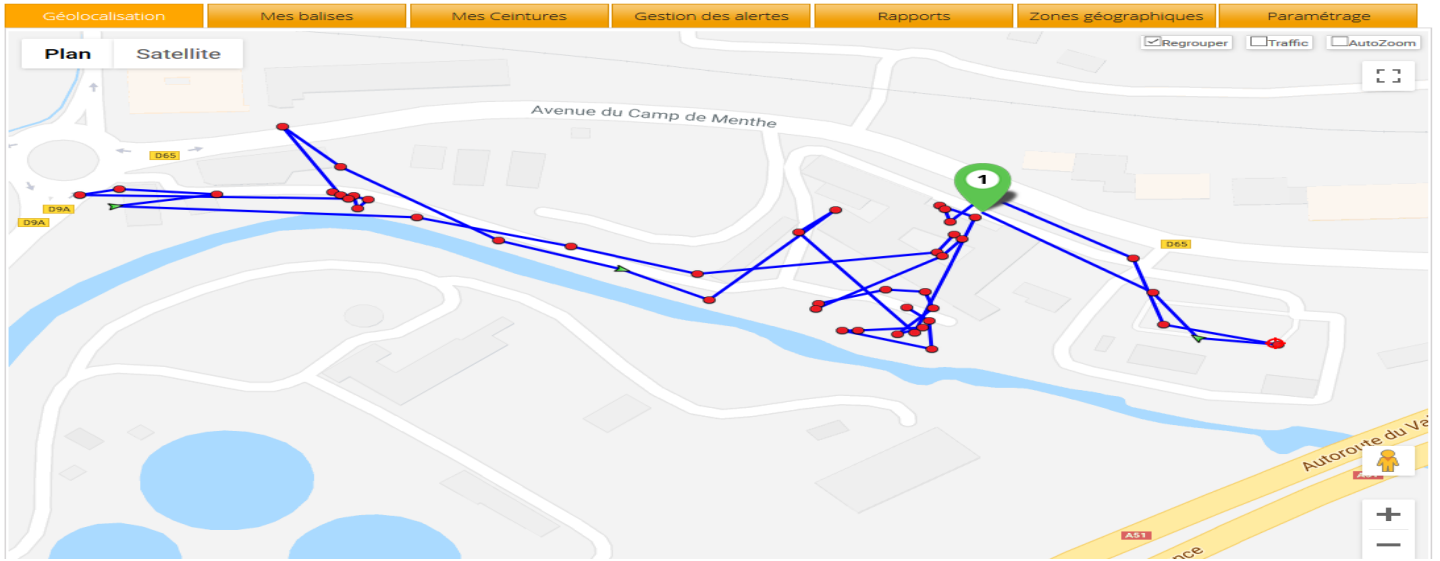 Géolocalisation
Mes balises
Mes Ceintures
Gestion des alertes
Rapports
Zones géographiques
Paramétrage
Plan
Satellite
Regrouper
Traffic
AutoZoom
Avenue du Camp de Menthe
D65
1
D9A
D9A
D65
Autoroute du Va
A51
A51
nce